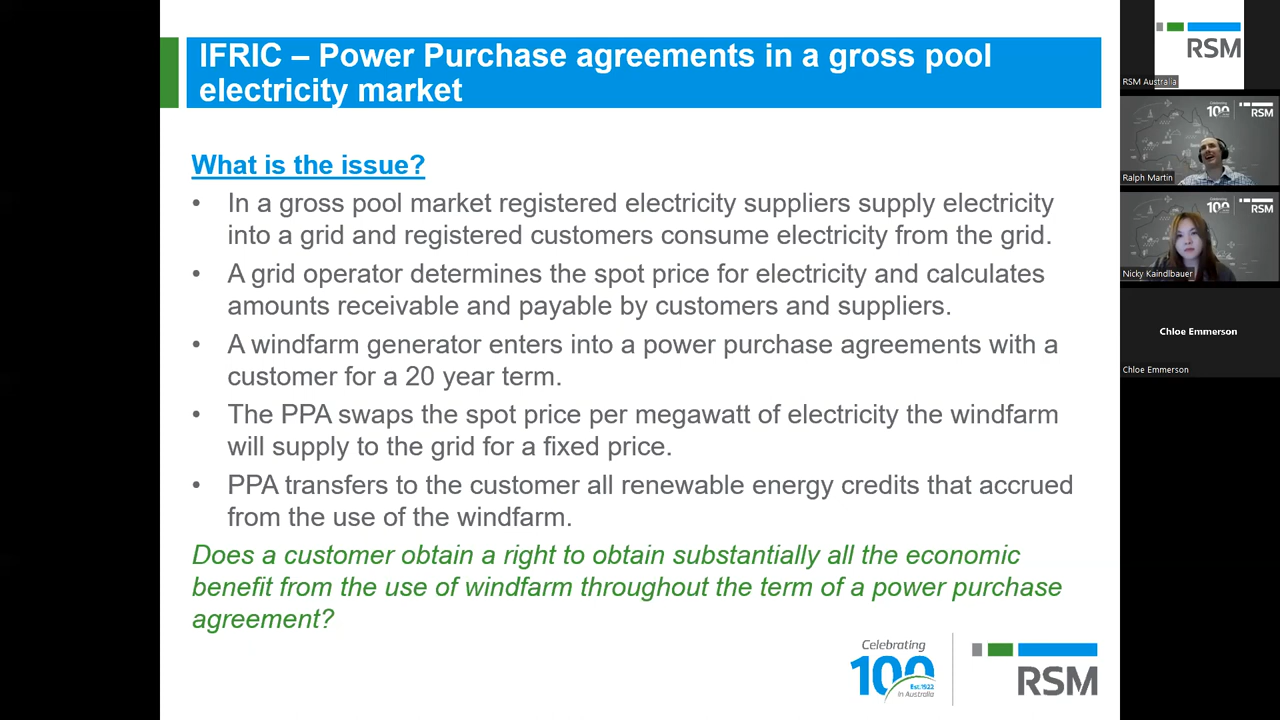 IFRIC – Power Purchase agreements in a gross pool
electricity market
What is the issue?
• In a gross pool market registered electricity suppliers supply electricity
into a grid and registered customers consume electricity from the grid.
• A grid operator determines the spot price for electricity and calculates
amounts receivable and payable by customers and suppliers.
• A windfarm generator enters into a power purchase agreements with a
customer for a 20 year term.
• The PPA swaps the spot price per megawatt of electricity the windfarm
will supply to the grid for a fixed price.
• PPA transfers to the customer all renewable energy credits that accrued
from the use of the windfarm.
Does a customer obtain a right to obtain substantially all the economic
benefit from the use of windfarm throughout the term of a power purchase
agreement?
Celebrating
100
Est.1922
in Australia
RSM
RSM
RSM Australia
Celebrating
100
RSM
Ralph Martin
Celebrating
100
RSM
Nicky Kaindlbauer
Chloe Emmerson
Chloe Emmerson